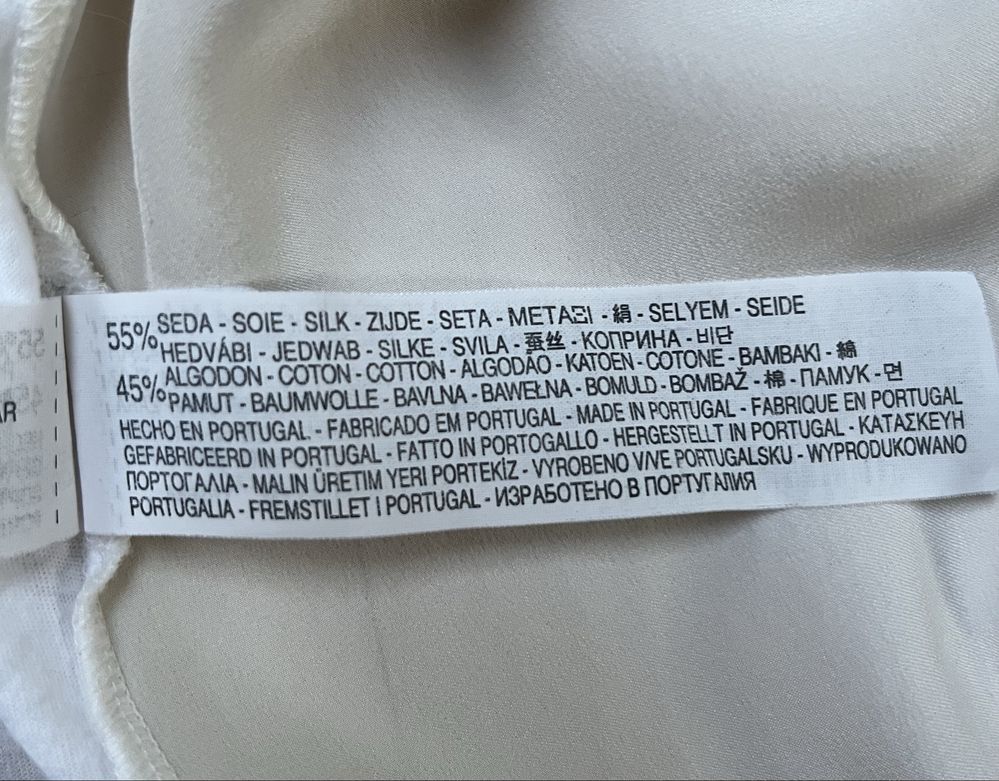 55% SEDA - SOIE - SILK - ZIJDE - SETA - ΜΕΤΑΞΙ - 絹 - SELYEM - SEIDE
HEDVÁBI - JEDWAB - SILKE - SVILA - 蚕丝 - КОПРИНА - 비단
45% ALGODON - COTON - COTTON - ALGODÃO - KATOEN - COTONE - BAMBAKI - 綿
PAMUT - BAUMWOLLE - BAVLNA - BAWEŁNA - BOMULD - BOMBAŽ - 棉 - ПАМУК - 면
HECHO EN PORTUGAL - FABRICADO EM PORTUGAL - MADE IN PORTUGAL - FABRIQUE EN PORTUGAL
GEFABRICEERD IN PORTUGAL - FATTO IN PORTOGALLO - HERGESTELLT IN PORTUGAL - ΚΑΤΑΣΚΕΥΗ
ΠΟΡΤΟΓΑΛΙΑ - MALIN ÜRETIM YERI PORTEKİZ - VYROBENO V/VE PORTUGALSKU - WYPRODUKOWANO
PORTUGALIA - FREMSTILLET I PORTUGAL - ИЗРАБОТЕНО В ПОРТУГАЛИЯ
AR